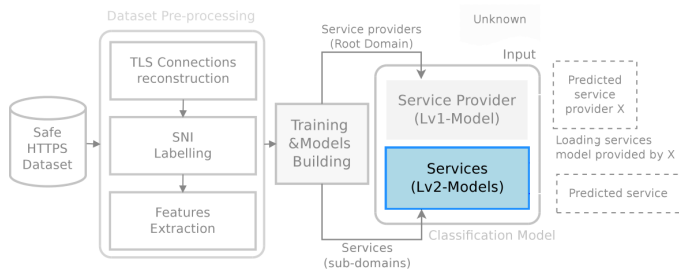 Dataset Pre-processing
TLS Connections
reconstruction
SNI
Labelling
Features
Extraction
Safe
HTTPS
Dataset
Training
&Models
Building
Service providers
(Root Domain)
Services
(sub-domains)
Unknown
Input
Service Provider
(Lv1-Model)
Services
(Lv2-Models)
Classification Model
Predicted
service
provider X
Loading services
model provided by X
Predicted service